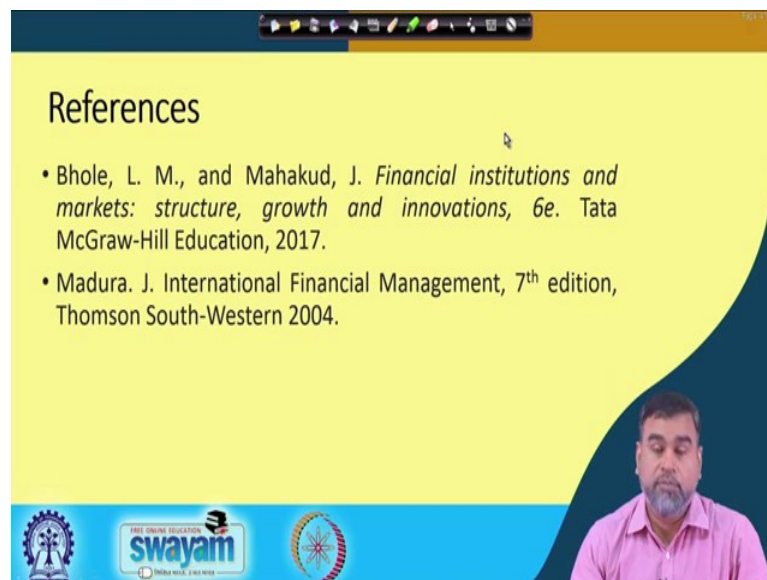 References
• Bhole, L. M., and Mahakud, J. Financial institutions and
markets: structure, growth and innovations, 6e. Tata
McGraw-Hill Education, 2017.
• Madura. J. International Financial Management, 7th edition,
Thomson South-Western 2004.
FREE ONLINE EDUCATION
swayam